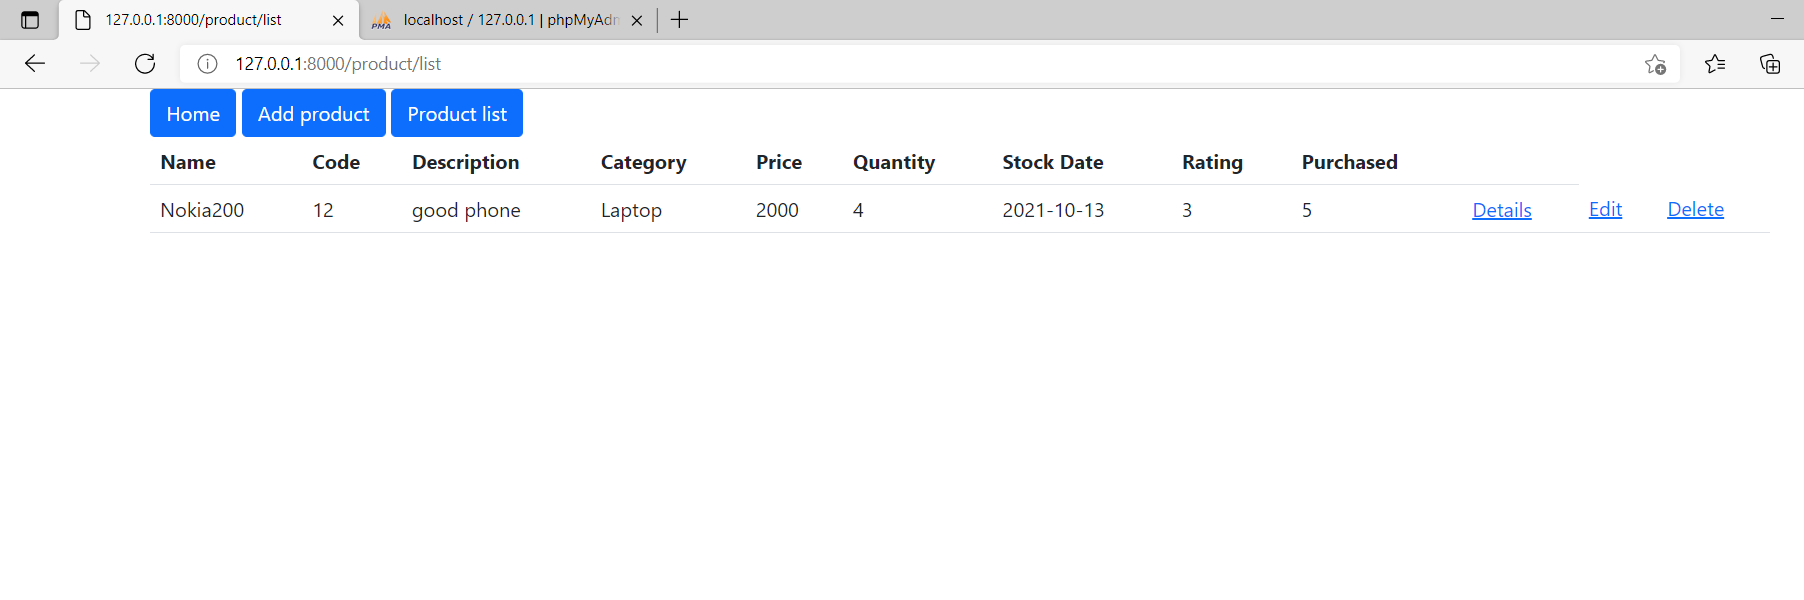 127.0.0.1:8000/product/list
localhost / 127.0.0.1 | phpMyAdm
127.0.0.1:8000/product/list
Home Add product Product list
Name Code Description Category Price Quantity Stock Date Rating Purchased
Nokia200 12 good phone Laptop 2000 4 2021-10-13 3 5 Details Edit Delete